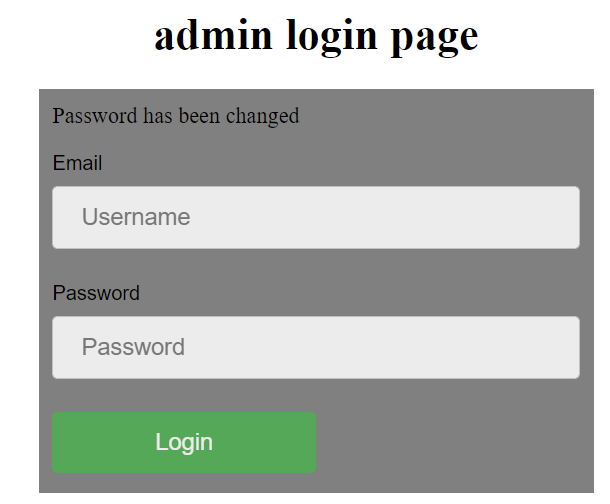 admin login page
Password has been changed
Email
Username
Password
Password
Login